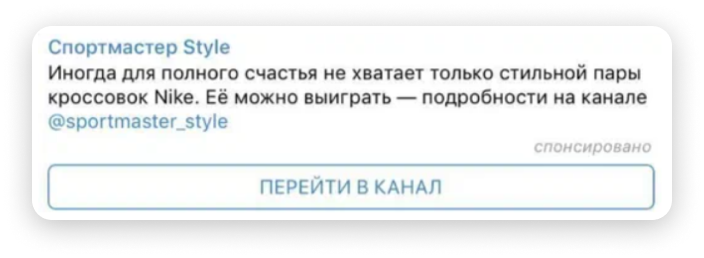 Спортмастер Style
Иногда для полного счастья не хватает только стильной пары
кроссовок Nike. Её можно выиграть — подробности на канале
@sportmaster_style
спонсировано
ПЕРЕЙТИ В КАНАЛ